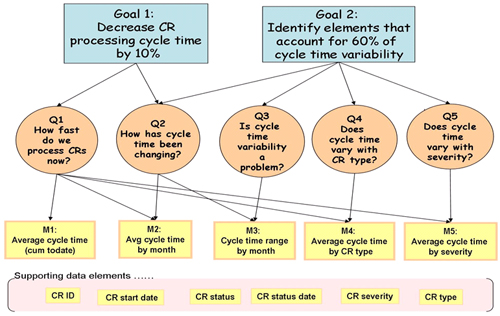 Goal 1:
Decrease CR
processing cycle time
by 10%
Goal 2:
Identify elements that
account for 60% of
cycle time variability
Q1
How fast
do we
process CRs
now?
Q2
How has cycle
time been
changing?
Q3
Is cycle
time
variability
a
problem?
Q4
Does
cycle time
vary with
CR type?
Q5
Does cycle
time
vary with
severity?
M1:
Average cycle time
(cum todate)
M2:
Avg cycle time
by month
M3:
Cycle time range
by month
M4:
Average cycle time
by CR type
M5:
Average cycle time
by severity
Supporting data elements ......
CR ID
CR start date
CR status
CR status date
CR severity
CR type